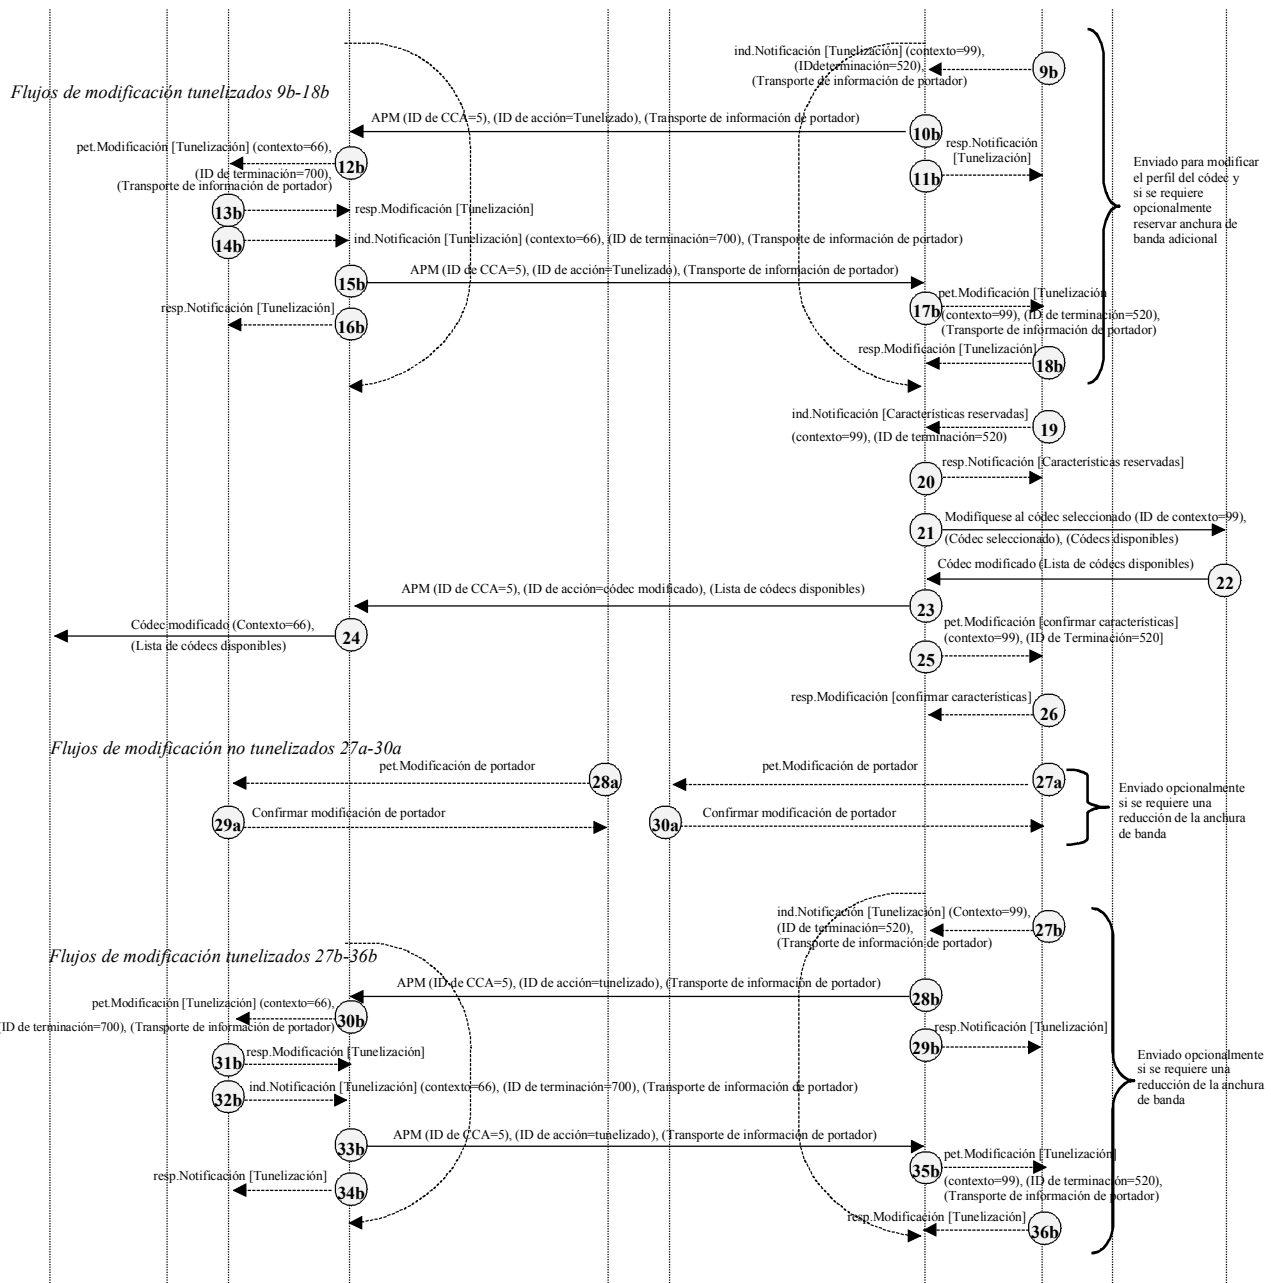 ind.Notificación [Tunelización] (contexto=99),
(IDdeterminación=520),
(Transporte de información de portador)
9b
Flujos de modificación tunelizados 9b-18b
APM (ID de CCA=5), (ID de acción=Tunelizado), (Transporte de información de portador)
10b
pet.Modificación [Tunelización] (contexto=66),
(ID de terminación=700),
(Transporte de información de portador)
12b
resp.Notificación
[Tunelización]
11b
Enviado para modificar
el perfil del códec y
si se requiere
opcionalmente
reservar anchura de
banda adicional
13b
resp.Modificación [Tunelización]
14b
ind.Notificación [Tunelización] (contexto=66), (ID de terminación=700), (Transporte de información de portador)
APM (ID de CCA=5), (ID de acción=Tunelizado), (Transporte de información de portador)
15b
pet.Modificación [Tunelización
(contexto=99), (ID de terminación=520),
(Transporte de información de portador)
17b
resp.Notificación [Tunelización]
16b
resp.Modificación [Tunelización]
18b
ind.Notificación [Características reservadas]
(contexto=99), (ID de terminación=520)
19
resp.Notificación [Características reservadas]
20
21
Modifíquese al códec seleccionado (ID de contexto=99),
(Códec seleccionado), (Códecs disponibles)
Códec modificado (Lista de códecs disponibles)
22
APM (ID de CCA=5), (ID de acción=códec modificado), (Lista de códecs disponibles)
23
Códec modificado (Contexto=66),
(Lista de códecs disponibles)
24
pet.Modificación [confirmar características]
(contexto=99), (ID de Terminación=520]
25
resp.Modificación [confirmar características]
26
Flujos de modificación no tunelizados 27a-30a
pet.Modificación de portador
28a
pet.Modificación de portador
27a
Enviado opcionalmente
si se requiere una
reducción de la anchura
de banda
29a
Confirmar modificación de portador
30a
Confirmar modificación de portador
ind.Notificación [Tunelización] (Contexto=99),
(ID de terminación=520),
(Transporte de información de portador)
27b
Flujos de modificación tunelizados 27b-36b
APM (ID de CCA=5), (ID de acción=tunelizado), (Transporte de información de portador)
28b
pet.Modificación [Tunelización] (contexto=66),
(ID de terminación=700), (Transporte de información de portador)
30b
resp.Notificación [Tunelización]
29b
31b
resp.Modificación [Tunelización]
32b
ind.Notificación [Tunelización] (contexto=66), (ID de terminación=700), (Transporte de información de portador)
Enviado opcionalmente
si se requiere una
reducción de la anchura
de banda
33b
APM (ID de CCA=5), (ID de acción=tunelizado), (Transporte de información de portador)
35b
pet.Modificación [Tunelización]
(contexto=99), (ID de terminación=520),
(Transporte de información de portador)
resp.Notificación [Tunelización]
34b
resp.Modificación [Tunelización]
36b